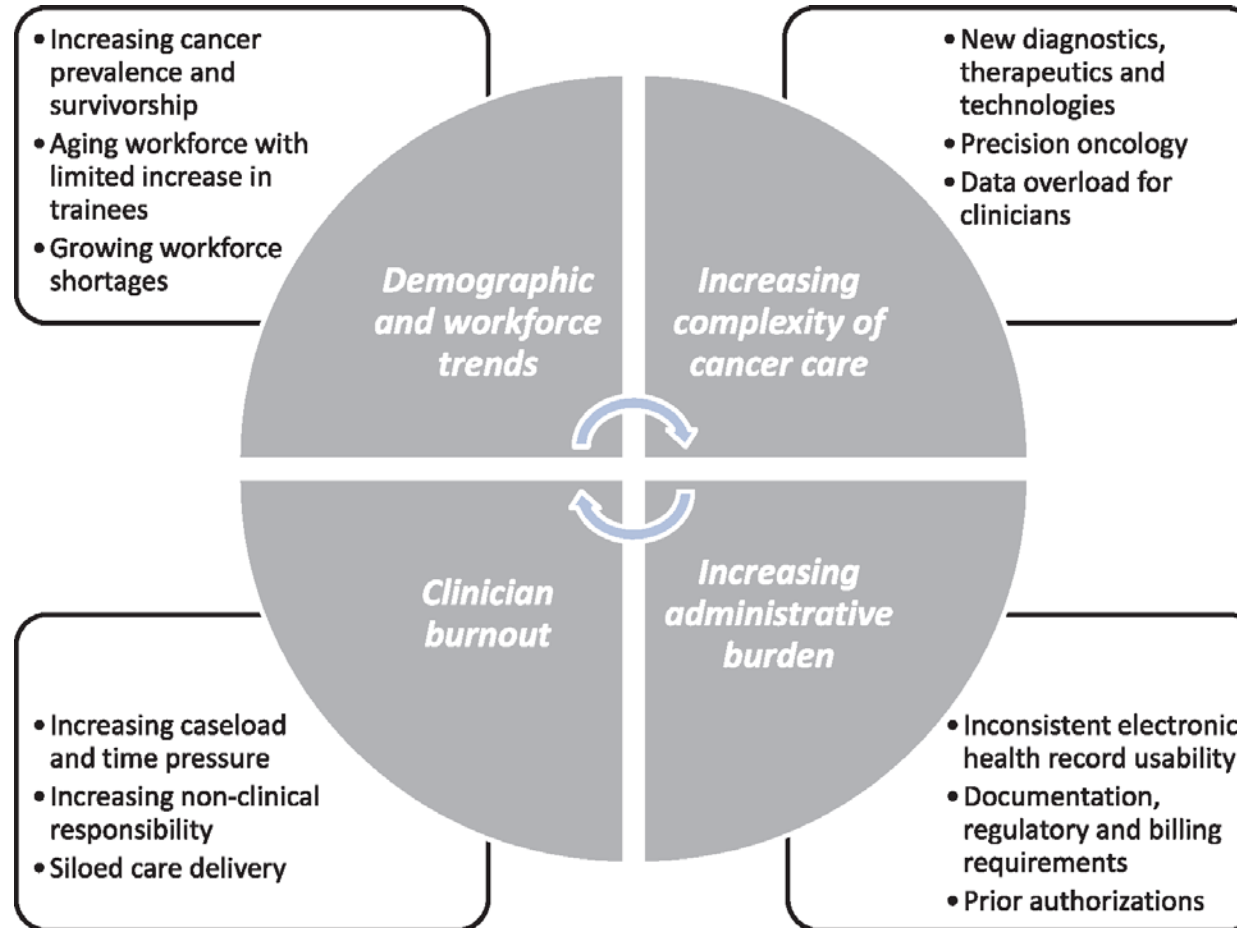 • Increasing cancer
prevalence and
survivorship
• Aging workforce with
limited increase in
trainees
• Growing workforce
shortages
• New diagnostics,
therapeutics and
technologies
• Precision oncology
• Data overload for
clinicians
Demographic
and workforce
trends
Increasing
complexity of
cancer care
Clinician
burnout
Increasing
administrative
burden
• Increasing caseload
and time pressure
• Increasing non-clinical
responsibility
• Siloed care delivery
• Inconsistent electronic
health record usability
• Documentation,
regulatory and billing
requirements
• Prior authorizations